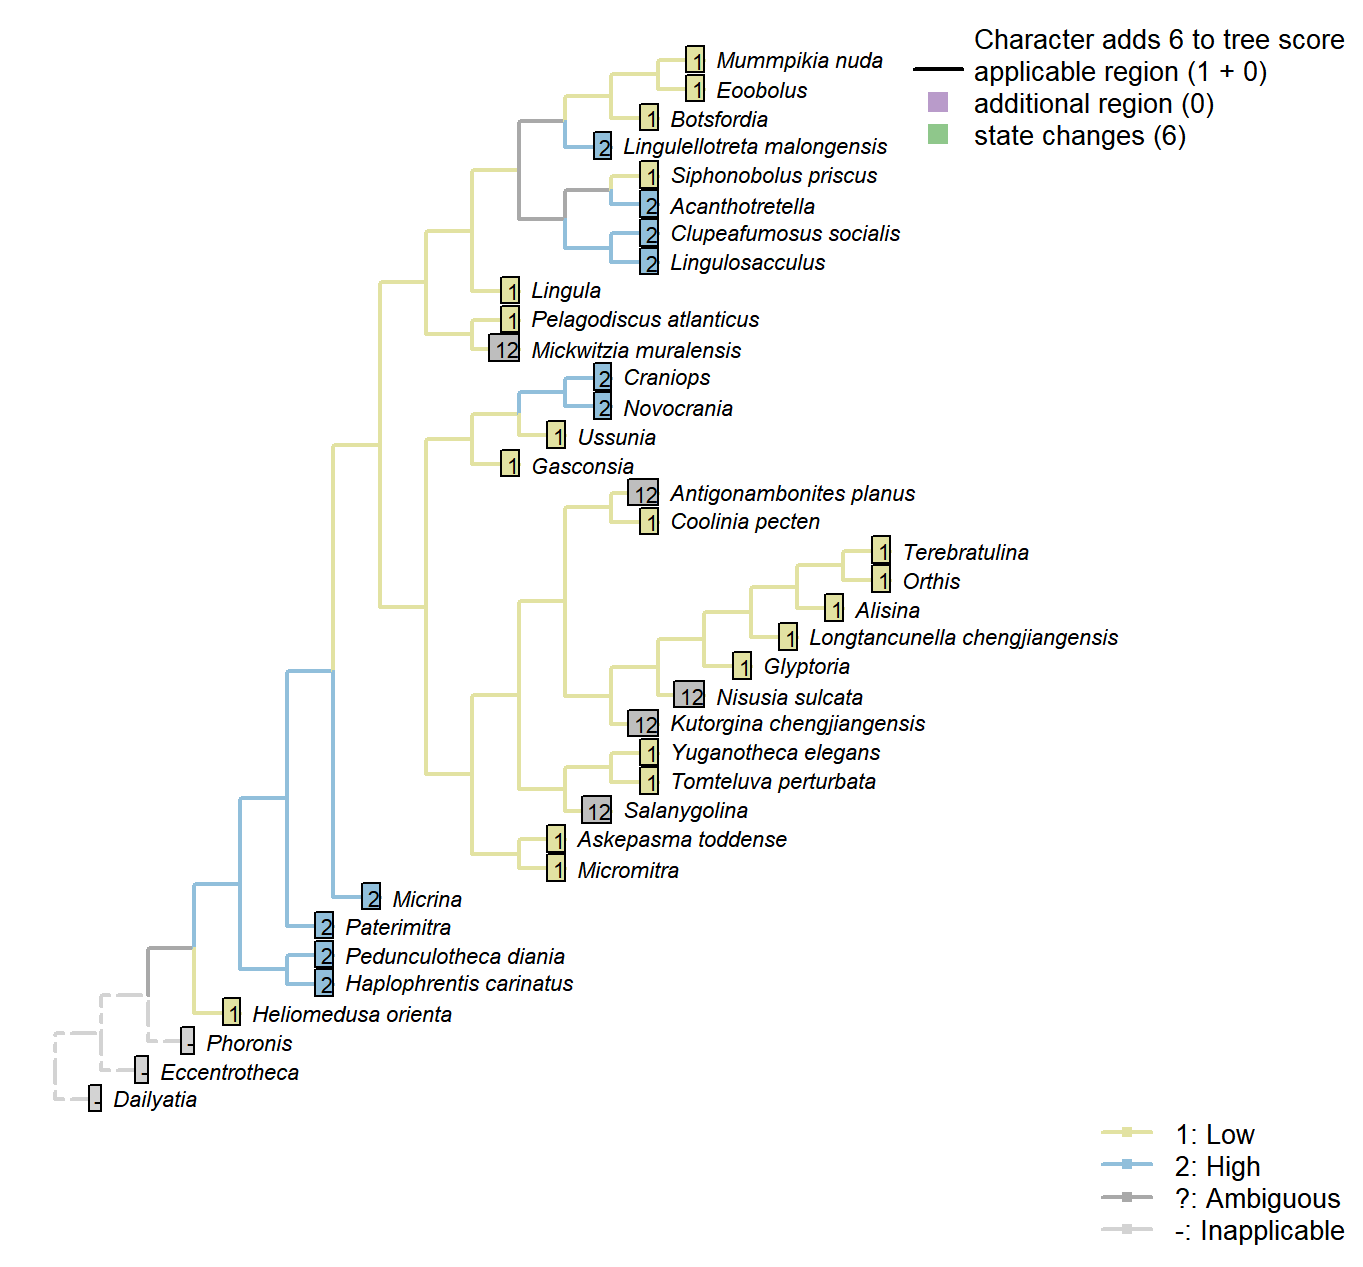 Character adds 6 to tree score
applicable region (1 + 0)
additional region (0)
state changes (6)
1 Mummpikia nuda
1 Eoobolus
1 Botsfordia
2 Lingulellotreta malongensis
1 Siphonobolus priscus
2 Acanthotretella
2 Clupeafumosus socialis
2 Lingulosacculus
1 Lingula
1 Pelagodiscus atlanticus
12 Mickwitzia muralensis
2 Craniops
2 Novocrania
1 Ussunia
1 Gasconsia
12 Antigonambonites planus
1 Coolinia pecten
1 Terebratulina
1 Orthis
1 Alisina
1 Longtancunella chengjiangensis
1 Glyptoria
12 Nisusia sulcata
12 Kutorgina chengjiangensis
1 Yuganotheca elegans
1 Tomteluva perturbata
12 Salanygolina
1 Askepasma toddense
1 Micromitra
2 Micrina
2 Paterimitra
2 Pedunculotheca diania
2 Haplophrentis carinatus
1 Heliomedusa orienta
- Phoronis
- Eccentrotheca
- Dailyatia
1: Low
2: High
?: Ambiguous
-: Inapplicable